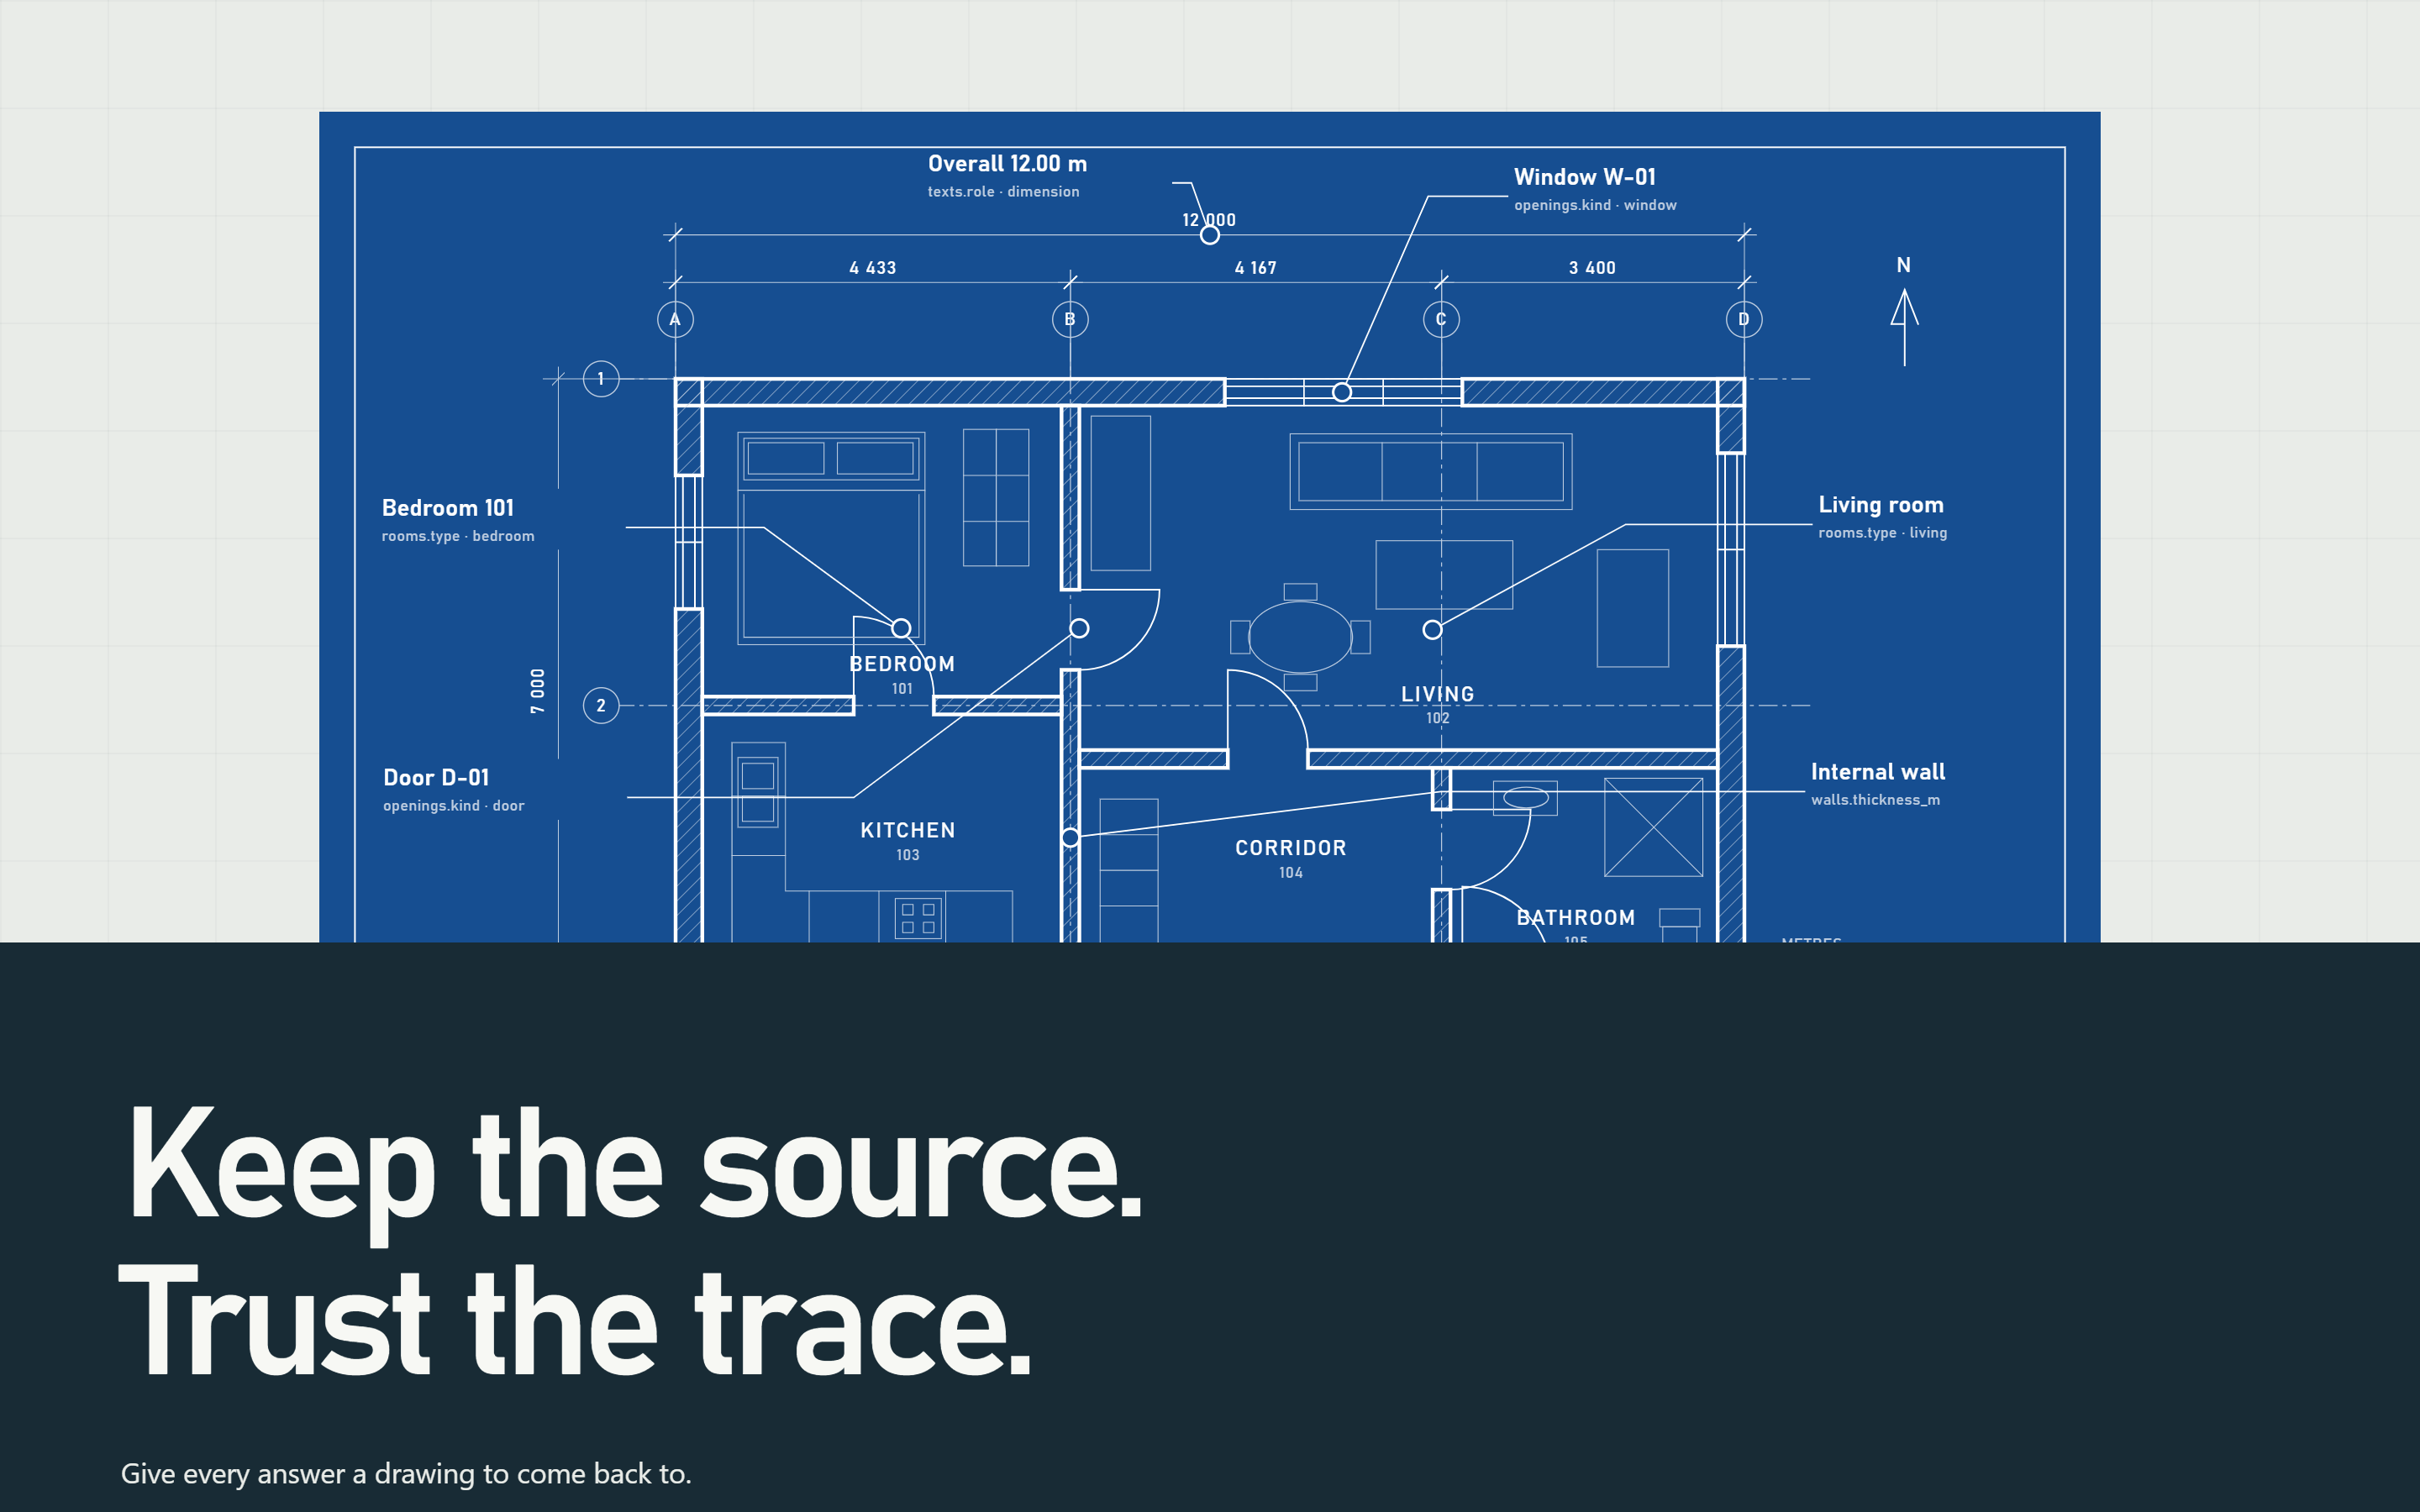 Overall 12.00 m
texts.role · dimension
Window W-01
openings.kind · window
12 000
4 433
4 167
3 400
N
A
B
C
D
1
Bedroom 101
rooms.type · bedroom
Living room
rooms.type · living
BEDROOM
101
7 000
2
LIVING
102
Door D-01
openings.kind · door
Internal wall
walls.thickness_m
KITCHEN
103
CORRIDOR
104
BATHROOM
105
METRES
Keep the source.
Trust the trace.
Give every answer a drawing to come back to.